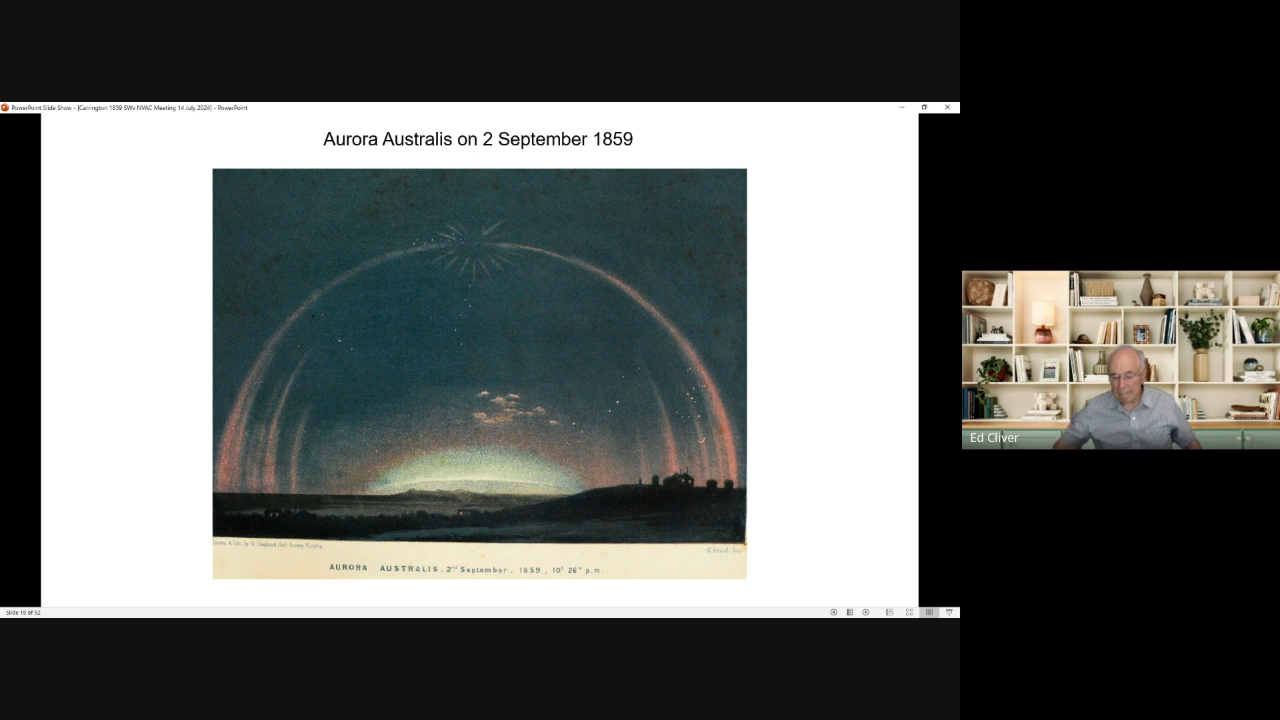 PowerPoint Slide Show - [Carrington 1859 SWx NVAC Meeting 14 July 2024] - PowerPoint
Aurora Australis on 2 September 1859
AURORA AUSTRALIS, 2nd September, 1859, 10h 26m p.m.
Ed Cliver
Slide 19 of 52